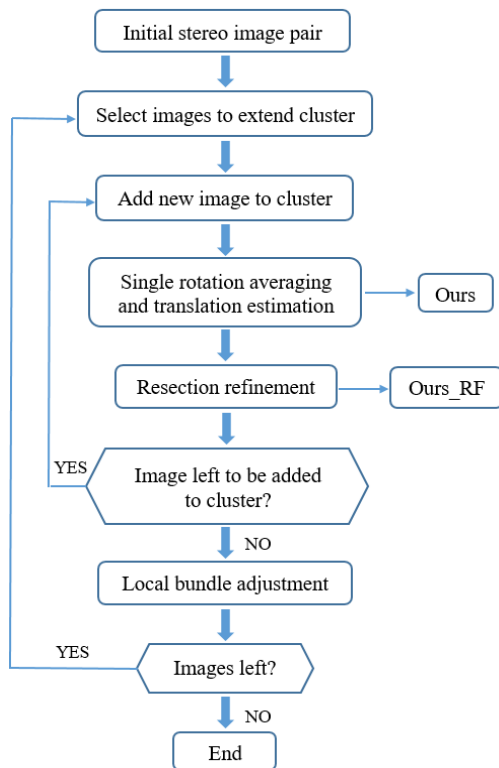 Initial stereo image pair
Select images to extend cluster
Add new image to cluster
Single rotation averaging
and translation estimation
Ours
Resection refinement
Ours_RF
YES
Image left to be added
to cluster?
NO
Local bundle adjustment
YES
Images left?
NO
End